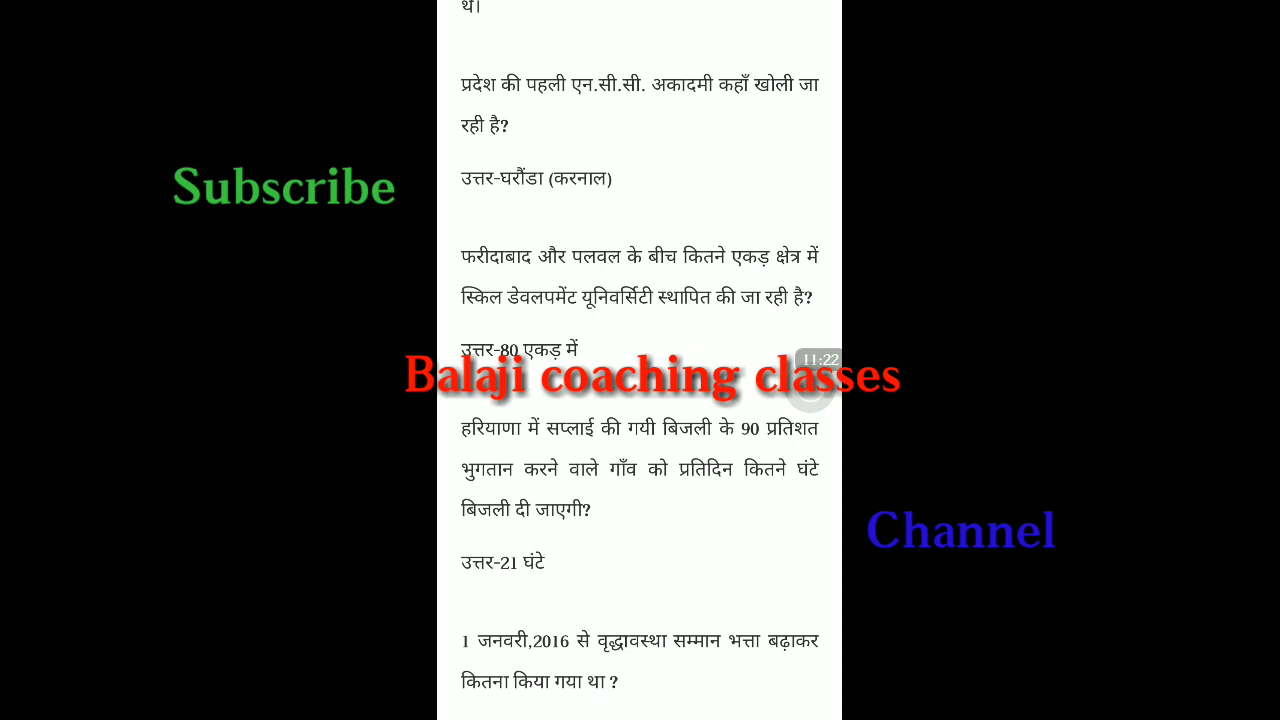 थे।
प्रदेश की पहली एन.सी.सी. अकादमी कहाँ खोली जा
रही है?
Subscribe
उत्तर-घरौंडा (करनाल)
फरीदाबाद और पलवल के बीच कितने एकड़ क्षेत्र में
स्किल डेवलपमेंट यूनिवर्सिटी स्थापित की जा रही है?
उत्तर-80 एकड़ में
11:22
Balaji coaching classes
हरियाणा में सप्लाई की गयी बिजली के 90 प्रतिशत
भुगतान करने वाले गाँव को प्रतिदिन कितने घंटे
बिजली दी जाएगी?
Channel
उत्तर-21 घंटे
1 जनवरी,2016 से वृद्धावस्था सम्मान भत्ता बढ़ाकर
कितना किया गया था ?